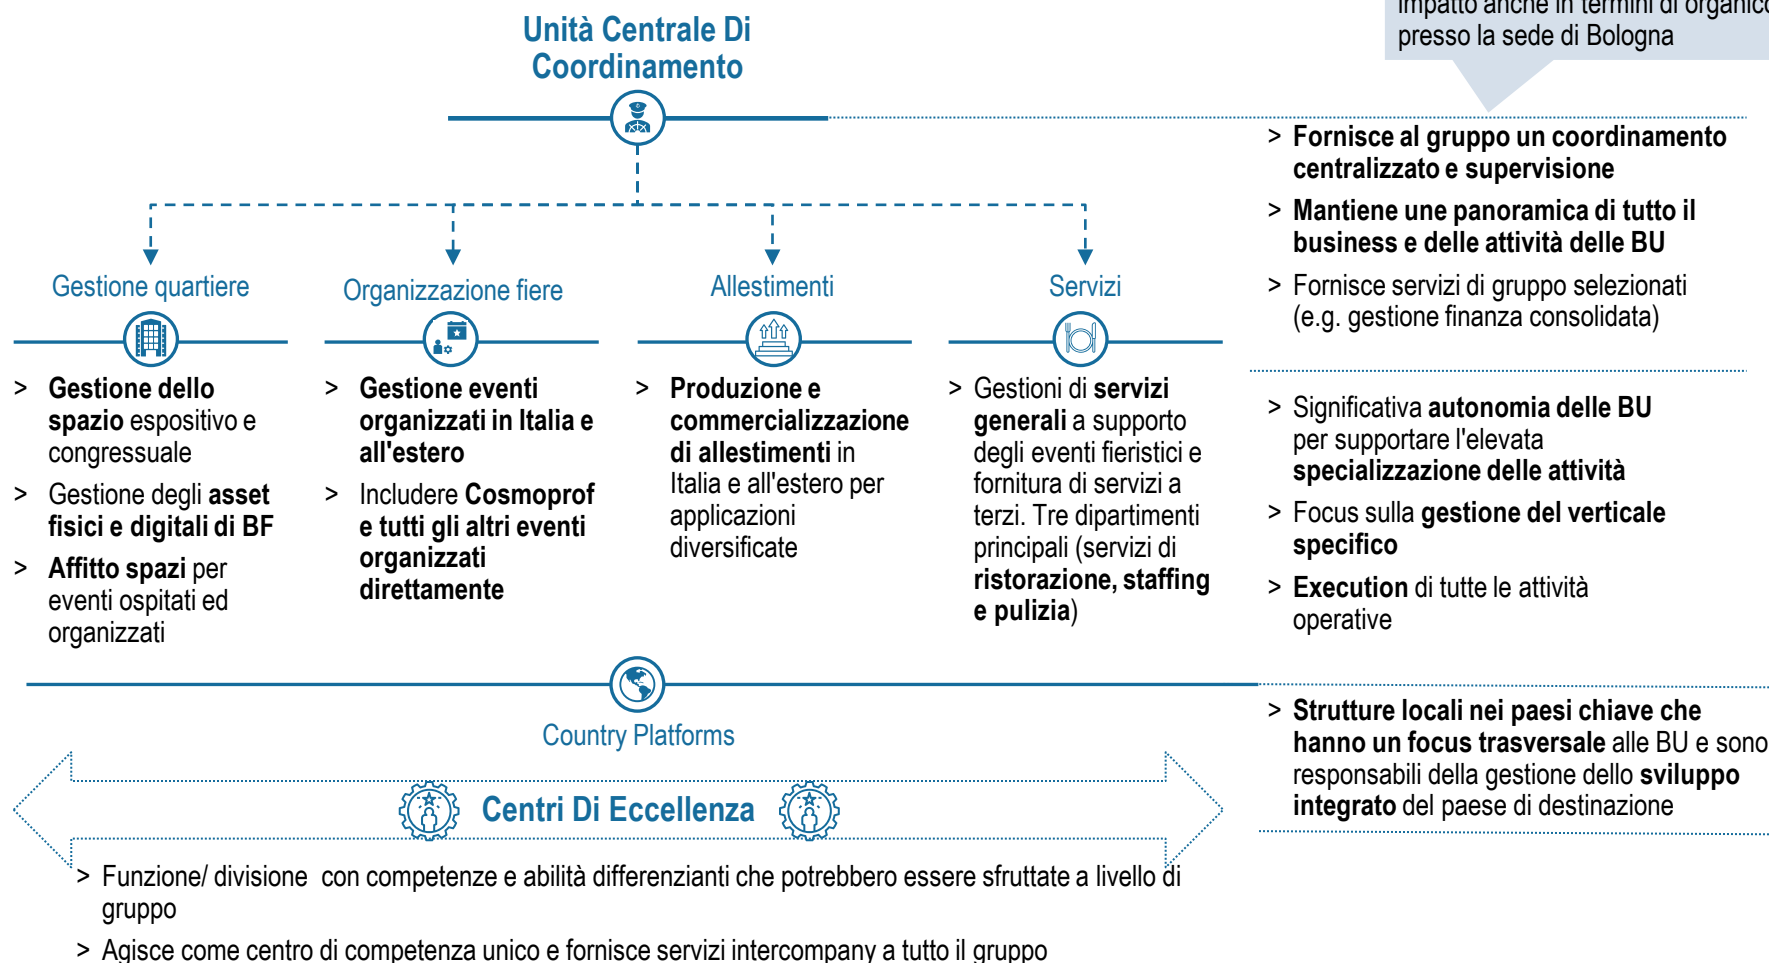 impatto anche in termini di organico
presso la sede di Bologna
Unità Centrale Di
Coordinamento
> Fornisce al gruppo un coordinamento
centralizzato e supervisione
> Mantiene una panoramica di tutto il
business e delle attività delle BU
> Fornisce servizi di gruppo selezionati
(e.g. gestione finanza consolidata)
Gestione quartiere
> Gestione dello
spazio espositivo e
congressuale
> Gestione degli asset
fisici e digitali di BF
> Affitto spazi per
eventi ospitati ed
organizzati
Organizzazione fiere
> Gestione eventi
organizzati in Italia e
all'estero
> Includere Cosmoprof
e tutti gli altri eventi
organizzati
direttamente
Allestimenti
> Produzione e
commercializzazione
di allestimenti in
Italia e all'estero per
applicazioni
diversificate
Servizi
> Gestioni di servizi
generali a supporto
degli eventi fieristici e
fornitura di servizi a
terzi. Tre dipartimenti
principali (servizi di
ristorazione, staffing
e pulizia)
> Significativa autonomia delle BU
per supportare l'elevata
specializzazione delle attività
> Focus sulla gestione del verticale
specifico
> Execution di tutte le attività
operative
Country Platforms
> Strutture locali nei paesi chiave che
hanno un focus trasversale alle BU e sono
responsabili della gestione dello sviluppo
integrato del paese di destinazione
Centri Di Eccellenza
> Funzione/ divisione con competenze e abilità differenzianti che potrebbero essere sfruttate a livello di
gruppo
> Agisce come centro di competenza unico e fornisce servizi intercompany a tutto il gruppo